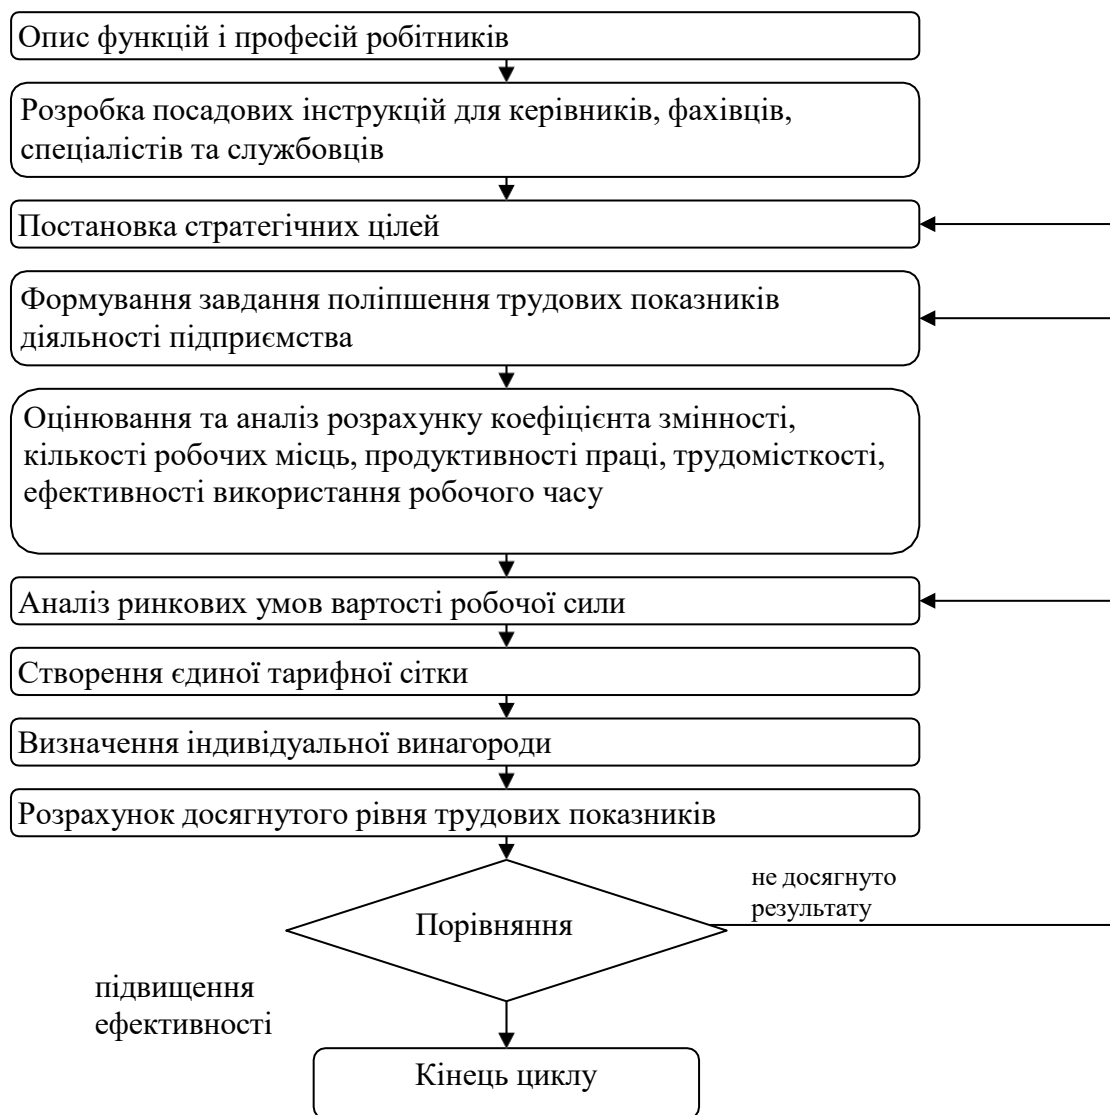 Опис функцій і професій робітників
Розробка посадових інструкцій для керівників, фахівців,
спеціалістів та службовців
Постановка стратегічних цілей
Формування завдання поліпшення трудових показників
діяльності підприємства
Оцінювання та аналіз розрахунку коефіцієнта змінності,
кількості робочих місць, продуктивності праці, трудомісткості,
ефективності використання робочого часу
Аналіз ринкових умов вартості робочої сили
Створення єдиної тарифної сітки
Визначення індивідуальної винагороди
Розрахунок досягнутого рівня трудових показників
не досягнуто
результату
Порівняння
підвищення
ефективності
Кінець циклу